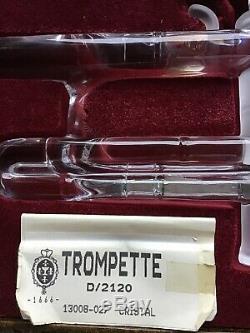 TROMPETTE
D/2120
13008-027 CRISTAL
-1666-